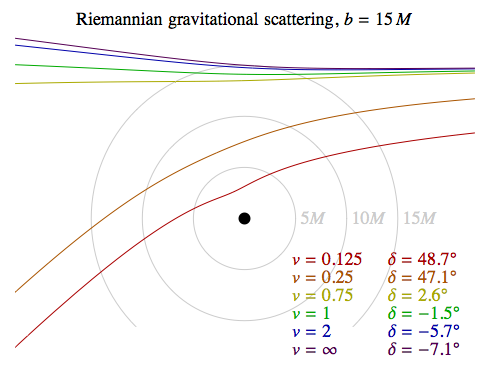 Riemannian gravitational scattering, b = 15 M
5M 10M 15M
v = 0.125 δ = 48.7°
v = 0.25 δ = 47.1°
v = 0.75 δ = 2.6°
v = 1 δ = −1.5°
v = 2 δ = −5.7°
v = ∞ δ = −7.1°